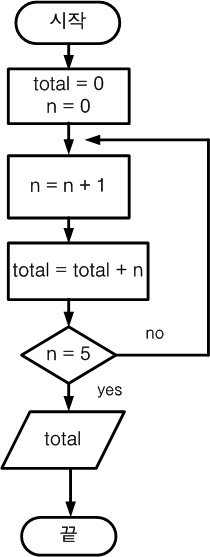 시작
total = 0
n = 0
n = n + 1
total = total + n
n = 5
no
yes
total
끝